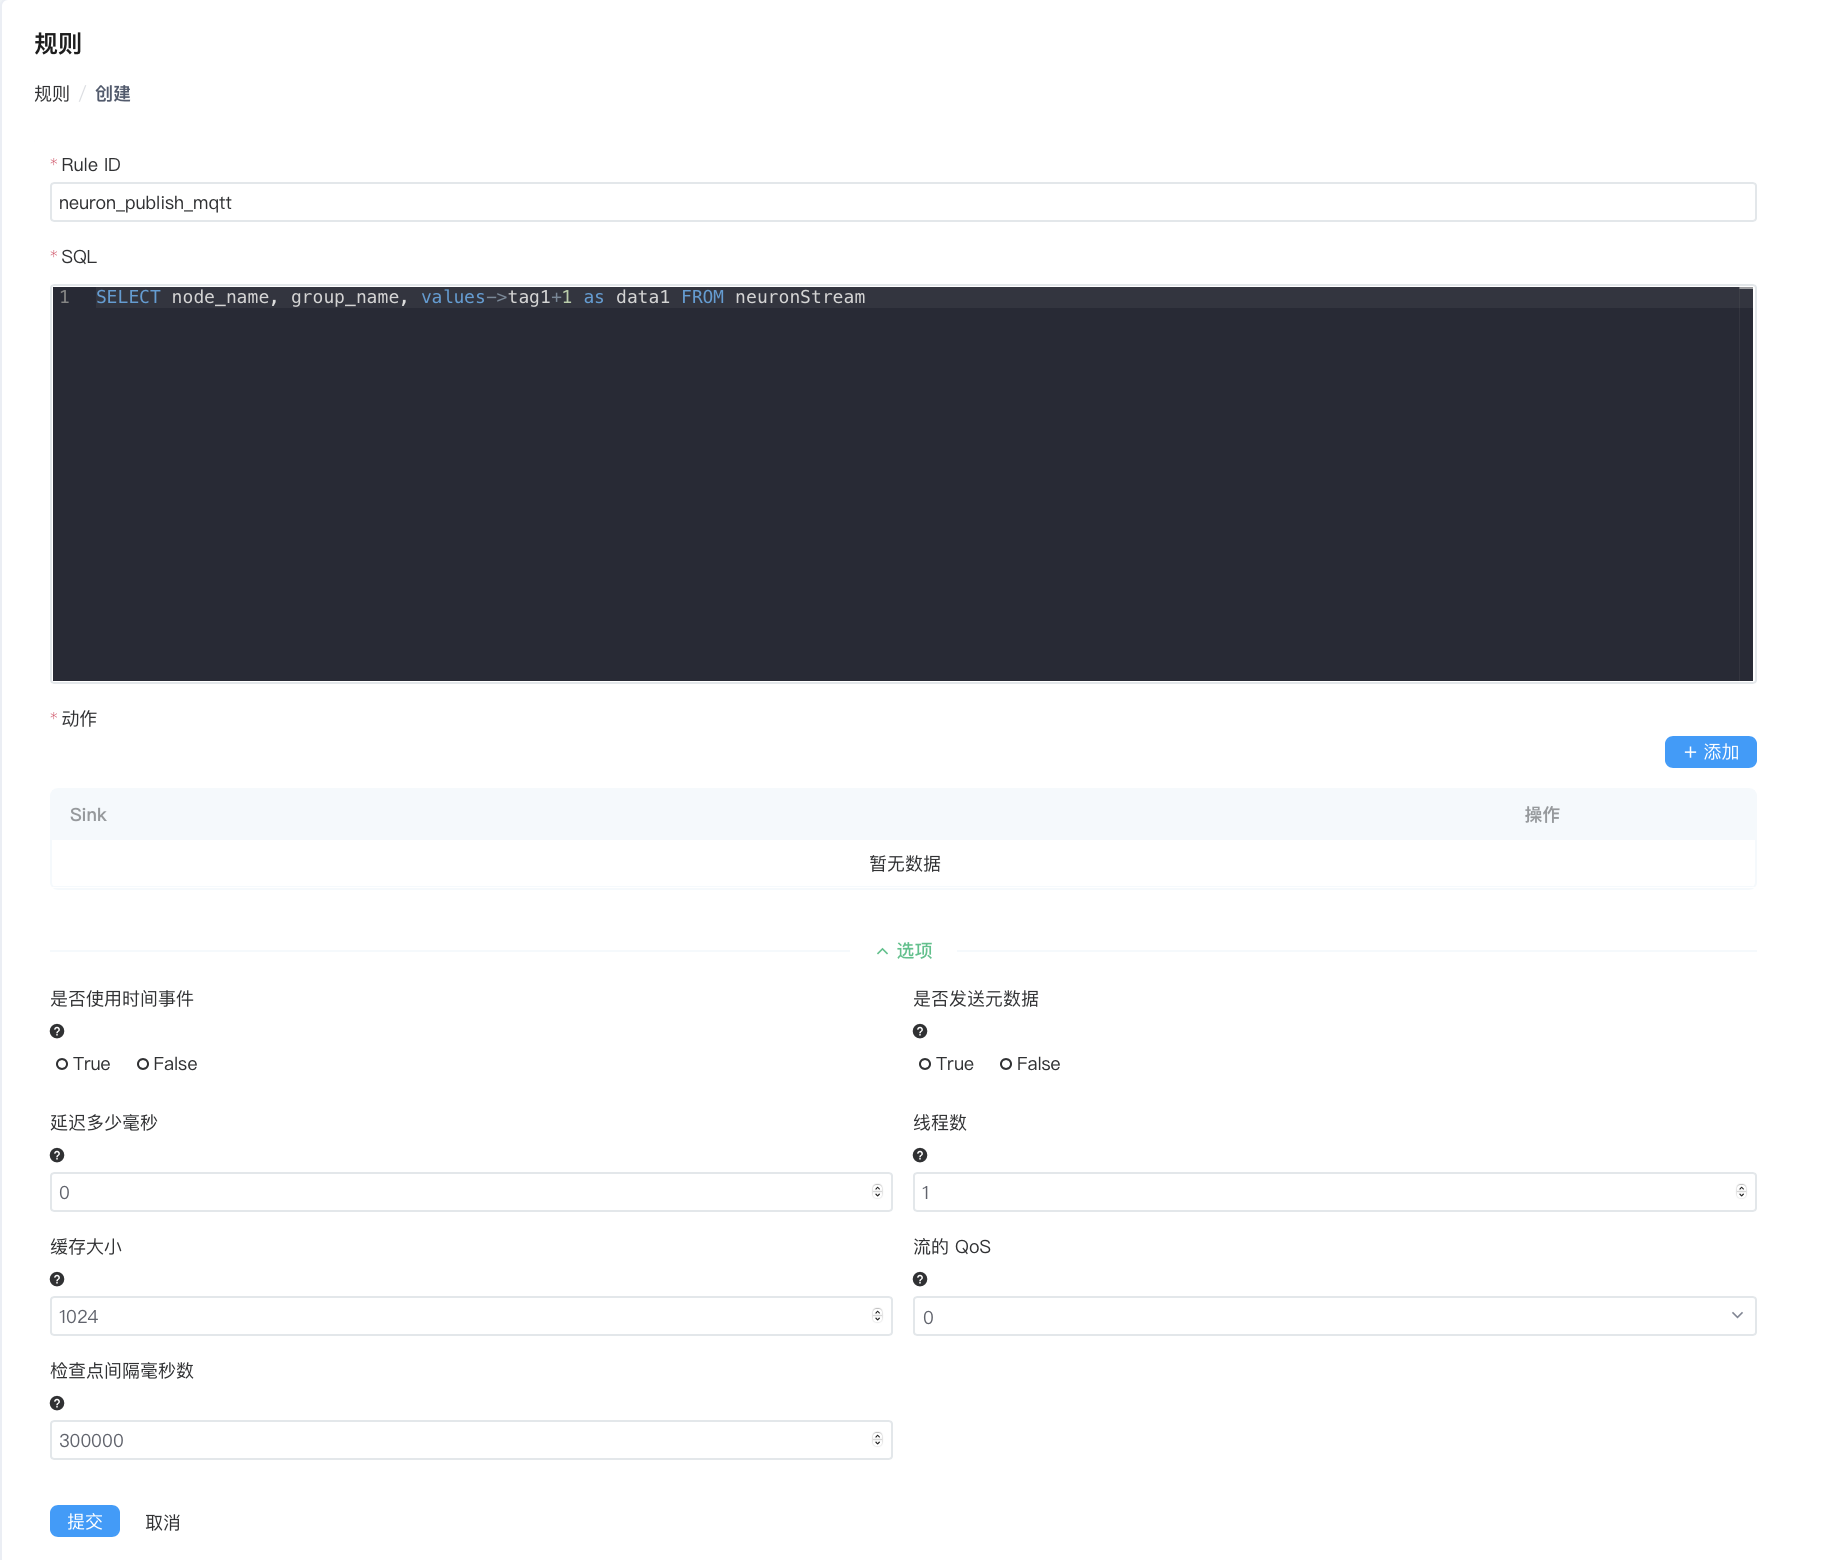 规则
规则 / 创建
* Rule ID
neuron_publish_mqtt
* SQL
1 SELECT node_name, group_name, values->tag1+1 as data1 FROM neuronStream
* 动作
+ 添加
Sink 操作
暂无数据
选项
是否使用时间事件 是否发送元数据
True False True False
延迟多少毫秒 线程数
0 1
缓存大小 流的 QoS
1024 0
检查点间隔毫秒数
300000
提交 取消